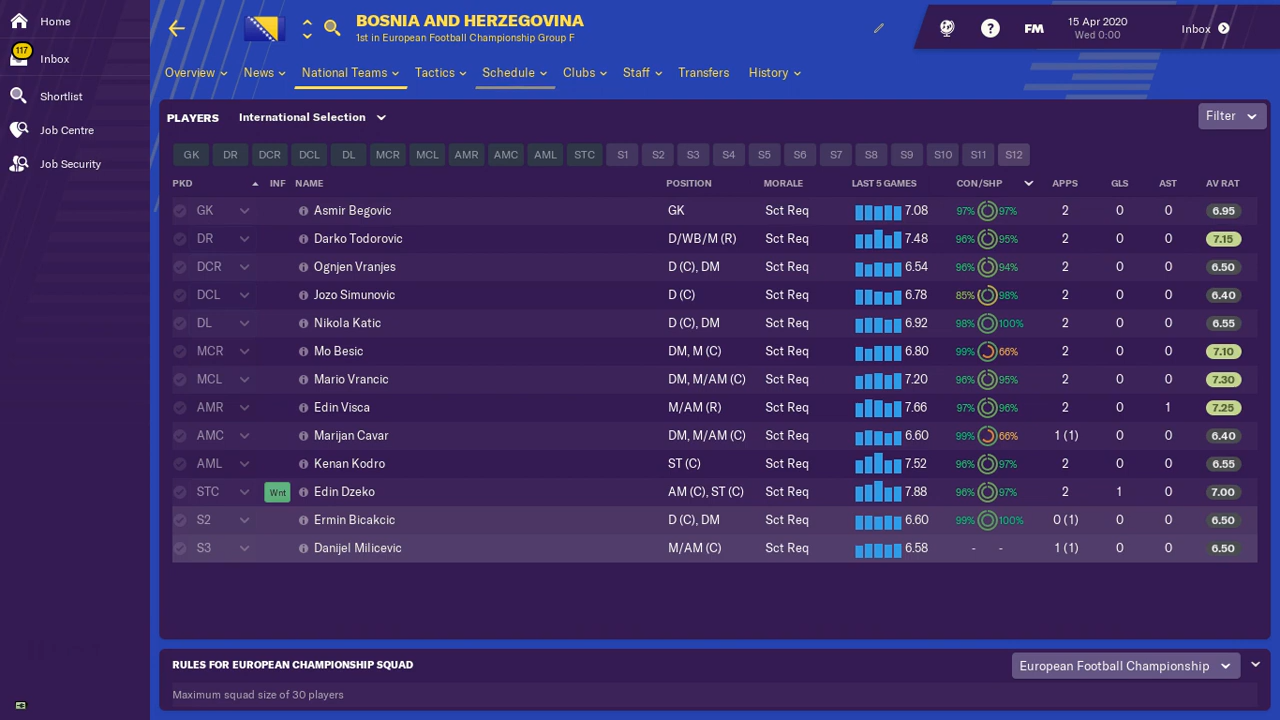 Home
117
Inbox
Shortlist
Job Centre
Job Security
BOSNIA AND HERZEGOVINA
1st in European Football Championship Group F
? FM 15 Apr 2020 Inbox
Wed 0:00
Overview News National Teams Tactics Schedule Clubs Staff Transfers History
PLAYERS International Selection Filter
GK DR DCR DCL DL MCR MCL AMR AMC AML STC S1 S2 S3 S4 S5 S6 S7 S8 S9 S10 S11 S12
PKD INF NAME POSITION MORALE LAST 5 GAMES CON/SHP APPS GLS AST AV RAT
GK Asmir Begovic GK Sct Req 7.08 97% 97% 2 0 0 6.95
DR Darko Todorovic D/WB/M (R) Sct Req 7.48 96% 95% 2 0 0 7.15
DCR Ognjen Vranjes D (C), DM Sct Req 6.54 96% 94% 2 0 0 6.50
DCL Jozo Simunovic D (C) Sct Req 6.78 85% 98% 2 0 0 6.40
DL Nikola Katic D (C), DM Sct Req 6.92 98% 100% 2 0 0 6.55
MCR Mo Besic DM, M (C) Sct Req 6.80 99% 66% 2 0 0 7.10
MCL Mario Vrancic DM, M/AM (C) Sct Req 7.20 96% 95% 2 0 0 7.30
AMR Edin Visca M/AM (R) Sct Req 7.66 97% 96% 2 0 1 7.25
AMC Marijan Cavar DM, M/AM (C) Sct Req 6.60 99% 66% 1 (1) 0 0 6.40
AML Kenan Kodro ST (C) Sct Req 7.52 96% 97% 2 0 0 6.55
STC Wnt Edin Dzeko AM (C), ST (C) Sct Req 7.88 96% 97% 2 1 0 7.00
S2 Ermin Bicakcic D (C), DM Sct Req 6.60 99% 100% 0 (1) 0 0 6.50
S3 Danijel Milicevic M/AM (C) Sct Req 6.58 - - 1 (1) 0 0 6.50
RULES FOR EUROPEAN CHAMPIONSHIP SQUAD European Football Championship
Maximum squad size of 30 players